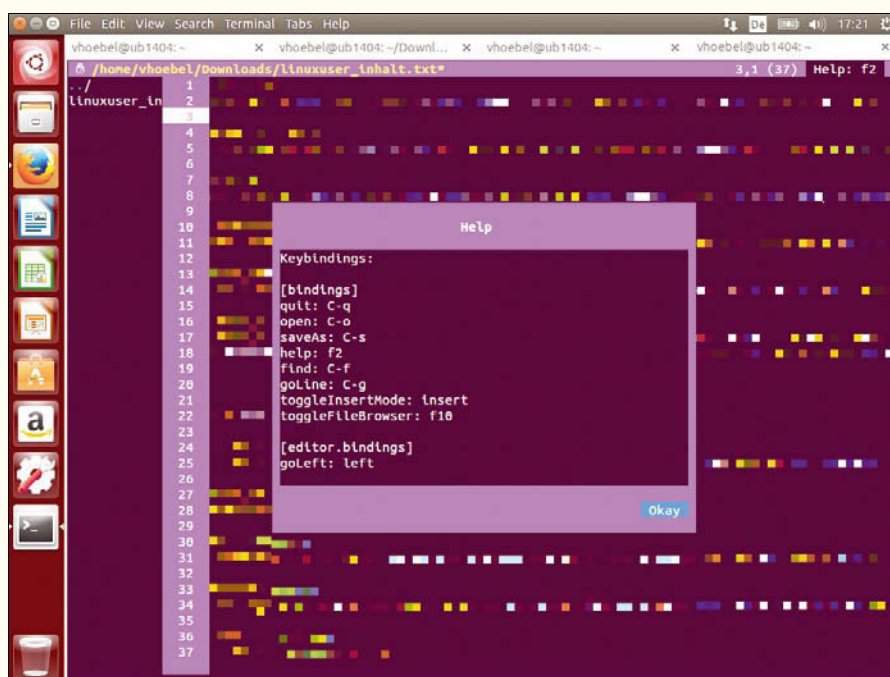 File Edit View Search Terminal Tabs Help
De
17:21
vhoebel@ub1404: ~ × vhoebel@ub1404: ~/Downl... × vhoebel@ub1404: ~ × vhoebel@ub1404: ~ ×
/home/vhoebel/Downloads/linuxuser_inhalt.txt* 3,1 (37) Help: f2
../
linuxuser_in
1
2
3
4
5
6
7
8
9
10
11
12
13
14
15
16
17
18
19
20
21
22
23
24
25
26
27
28
29
30
31
32
33
34
35
36
37
Help
Keybindings:
[bindings]
quit: C-q
open: C-o
saveAs: C-s
help: f2
find: C-f
goLine: C-g
toggleInsertMode: insert
toggleFileBrowser: f10
[editor.bindings]
goLeft: left
Okay